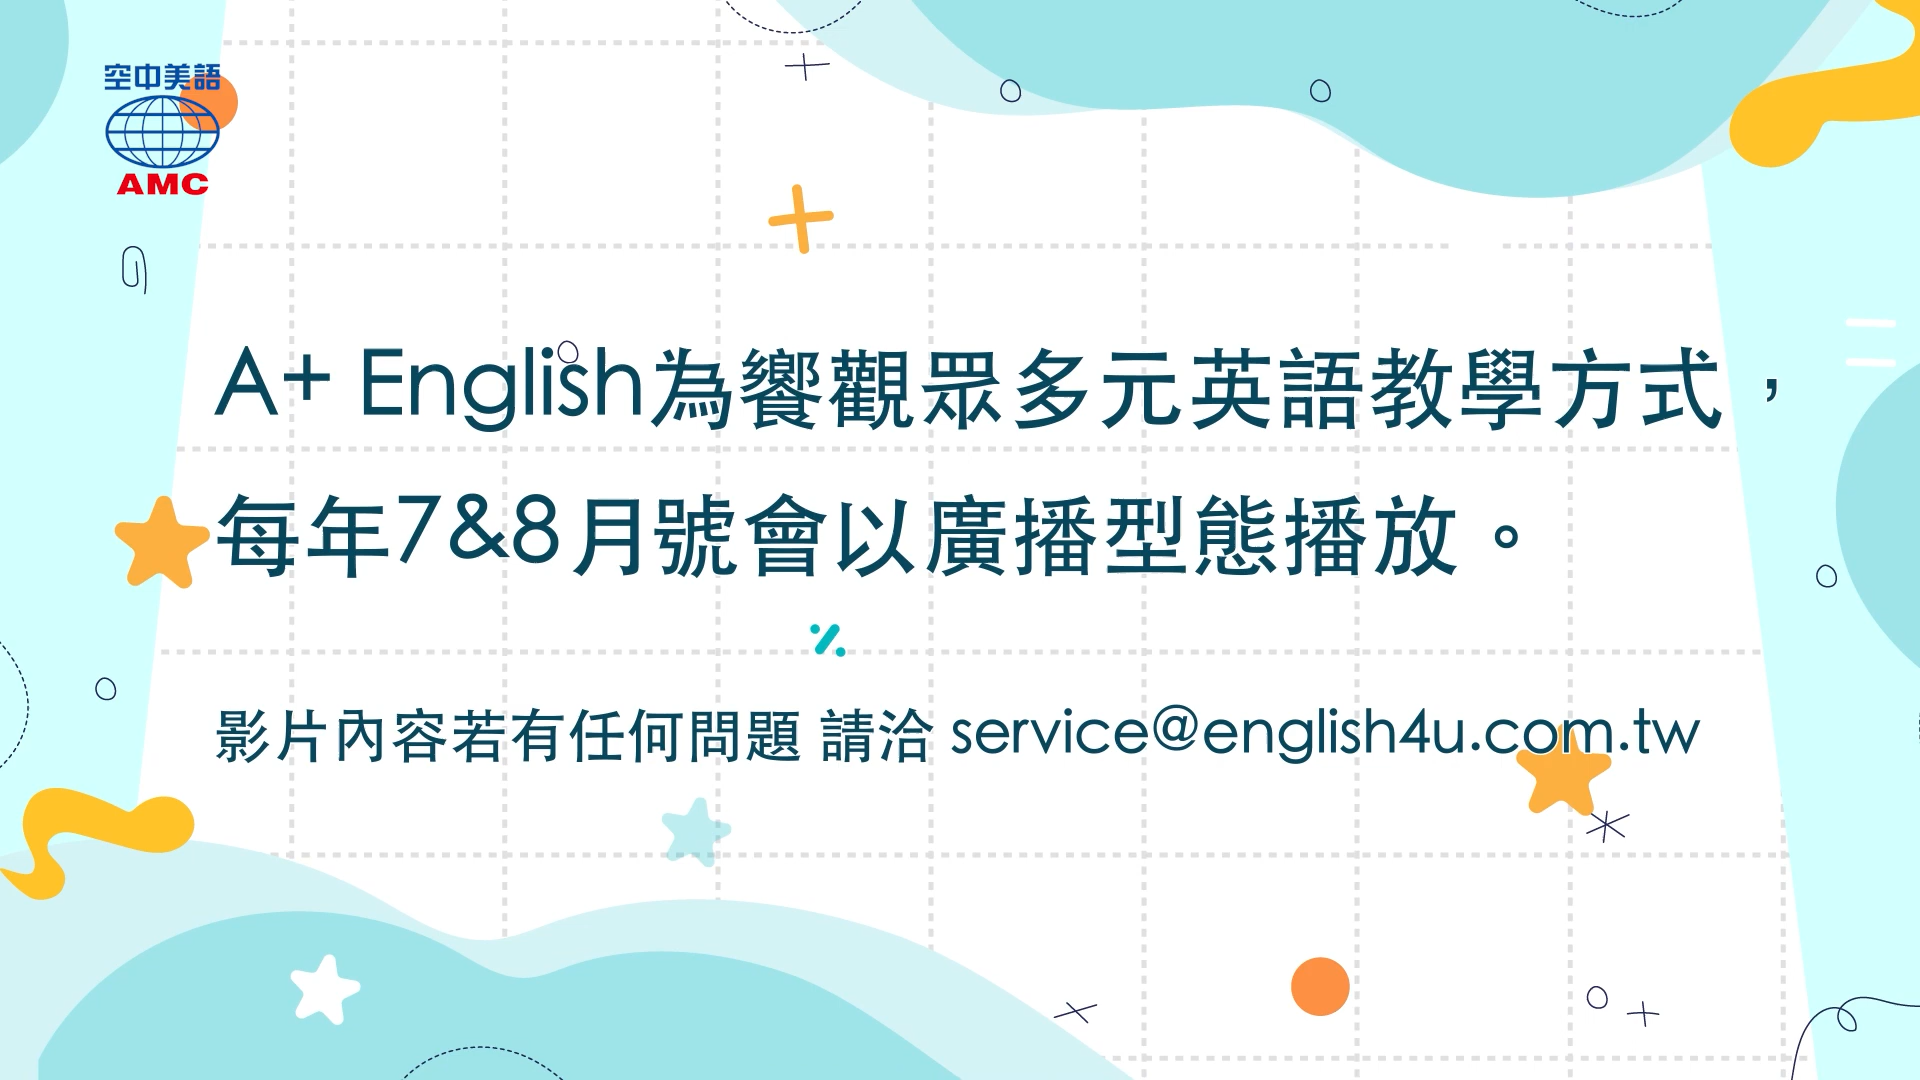 空中美語
AMC
A+ English為饗觀眾多元英語教學方式，
每年7&8月號會以廣播型態播放。
影片內容若有任何問題 請洽 service@english4u.com.tw